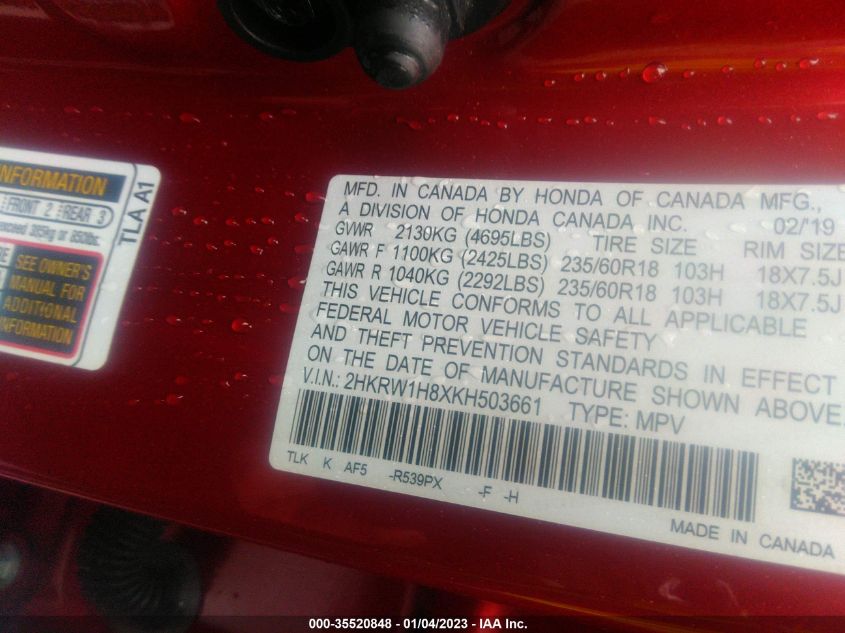 INFORMATION
FRONT 2 REAR 3
exceed 385kg or 850lbs.
SEE OWNER'S
MANUAL FOR
ADDITIONAL
INFORMATION
TLA A1
MFD. IN CANADA BY HONDA OF CANADA MFG.,
A DIVISION OF HONDA CANADA INC. 02/'19
GVWR 2130KG (4695LBS) TIRE SIZE RIM SIZE
GAWR F 1100KG (2425LBS) 235/60R18 103H 18X7.5J
GAWR R 1040KG (2292LBS) 235/60R18 103H 18X7.5J
THIS VEHICLE CONFORMS TO ALL APPLICABLE
FEDERAL MOTOR VEHICLE SAFETY
AND THEFT PREVENTION STANDARDS IN EFFECT
ON THE DATE OF MANUFACTURE SHOWN ABOVE.
V.I.N.: 2HKRW1H8XKH503661 TYPE: MPV
TLK K AF5 -R539PX -F -H
MADE IN CANADA
000-35520848 - 01/04/2023 - IAA Inc.